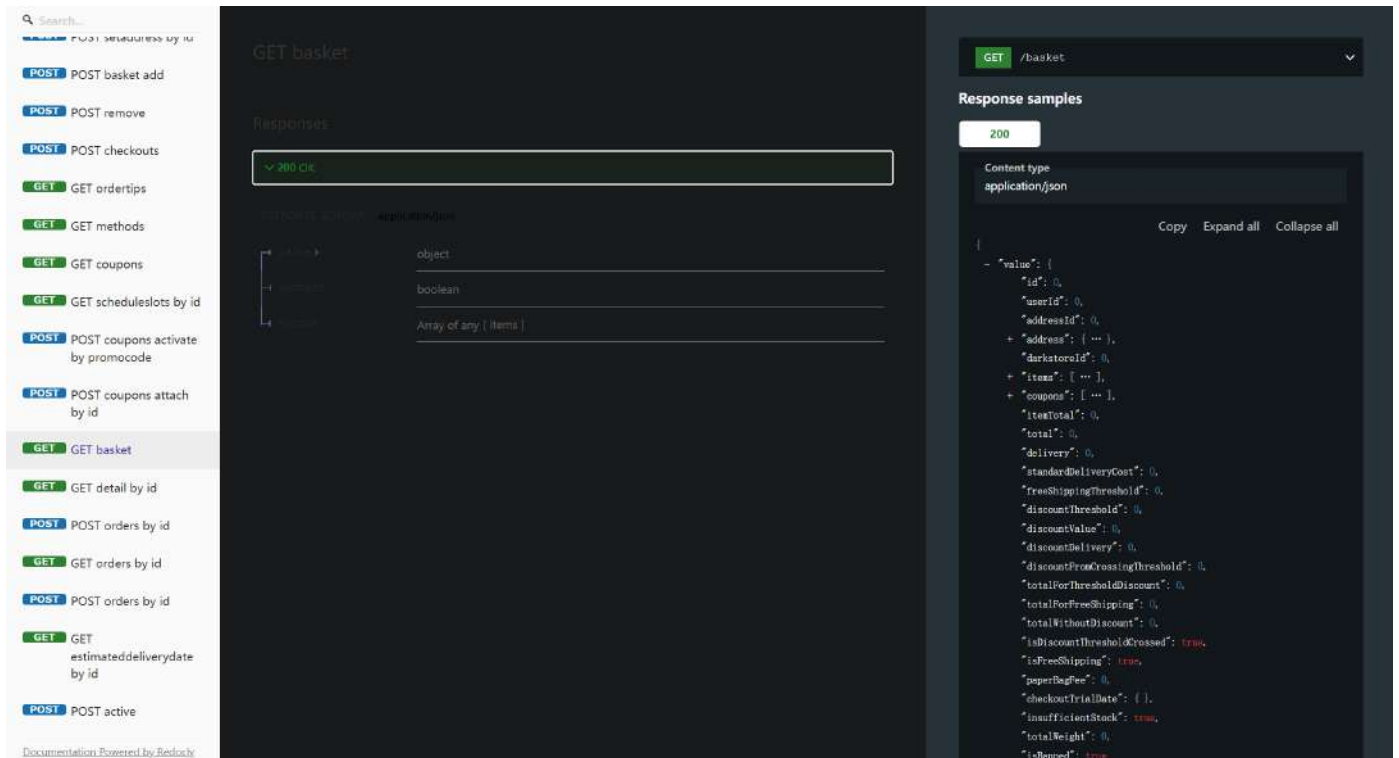 Search...
POST POST setaddress by id
POST POST basket add
POST POST remove
POST POST checkouts
GET GET ordertips
GET GET methods
GET GET coupons
GET GET scheduleslots by id
POST POST coupons activate
by promocode
POST POST coupons attach
by id
GET GET basket
GET GET detail by id
POST POST orders by id
GET GET orders by id
POST POST orders by id
GET GET
estimateddeliverydate
by id
POST POST active
Documentation Powered by Redocly
GET basket
Responses
200 OK
RESPONSE SCHEMA: application/json
object
boolean
Array of any [ items ]
GET /basket
Response samples
200
Content type
application/json
Copy Expand all Collapse all
{
- "value": {
"id": 0,
"userId": 0,
"addressId": 0,
+ "address": { ... },
"darkstoreId": 0,
+ "items": [ ... ],
+ "coupons": [ ... ],
"itemTotal": 0,
"total": 0,
"delivery": 0,
"standardDeliveryCost": 0,
"freeShippingThreshold": 0,
"discountThreshold": 0,
"discountValue": 0,
"discountDelivery": 0,
"discountFromCrossingThreshold": 0,
"totalForThresholdDiscount": 0,
"totalForFreeShipping": 0,
"totalWithoutDiscount": 0,
"isDiscountThresholdCrossed": true,
"isFreeShipping": true,
"paperBagFee": 0,
"checkoutTrialDate": { },
"insufficientStock": true,
"totalWeight": 0,
"isBanned": true